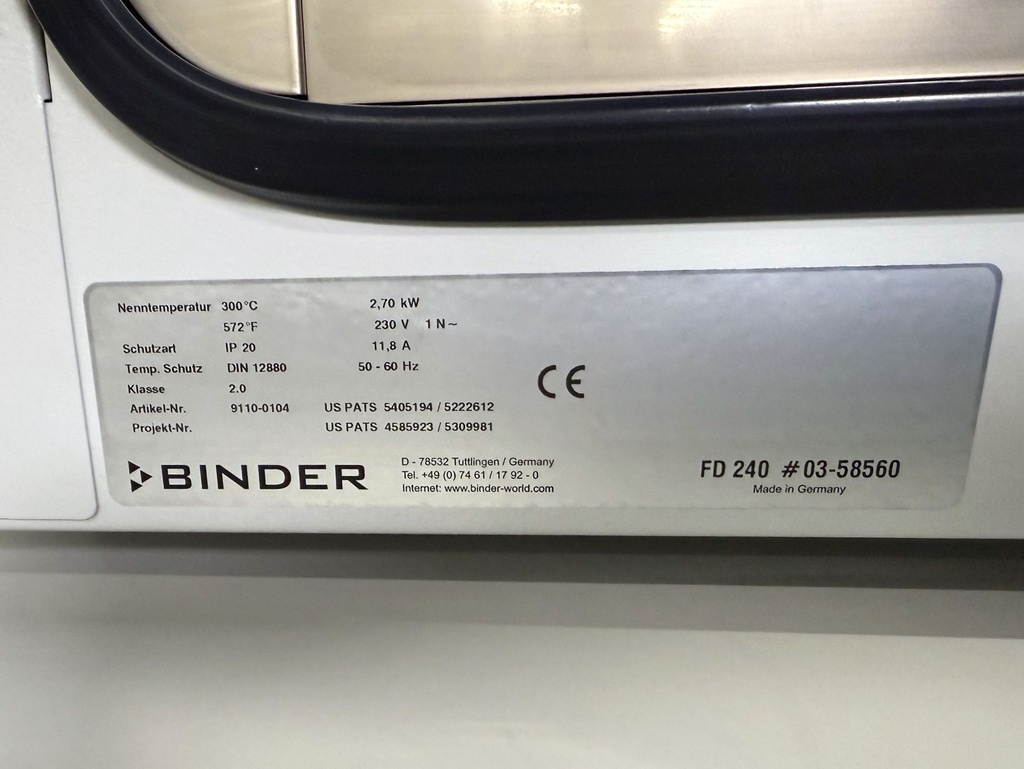 Nenntemperatur 300°C 2,70 kW
572°F 230 V 1 N~
Schutzart IP 20 11,8 A
Temp. Schutz DIN 12880 50 - 60 Hz
Klasse 2.0
Artikel-Nr. 9110-0104 US PATS 5405194 / 5222612
Projekt-Nr. US PATS 4585923 / 5309981
CE
BINDER
D - 78532 Tuttlingen / Germany
Tel. +49 (0) 74 61 / 17 92 - 0
Internet: www.binder-world.com
FD 240 # 03-58560
Made in Germany